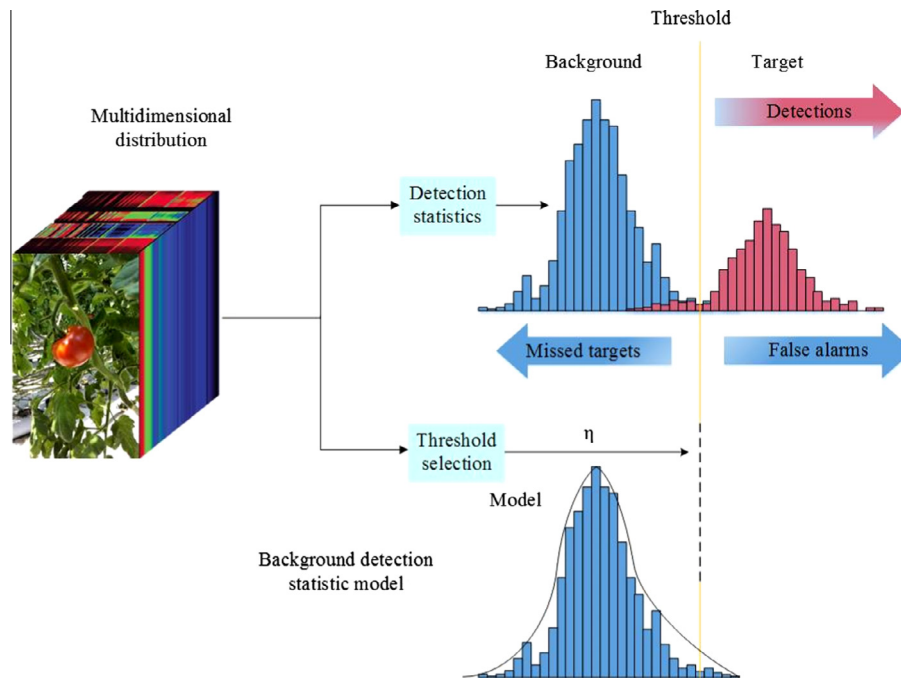 Threshold
Background
Target
Multidimensional
distribution
Detections
Detection
statistics
Missed targets
False alarms
Threshold
selection
η
Model
Background detection
statistic model